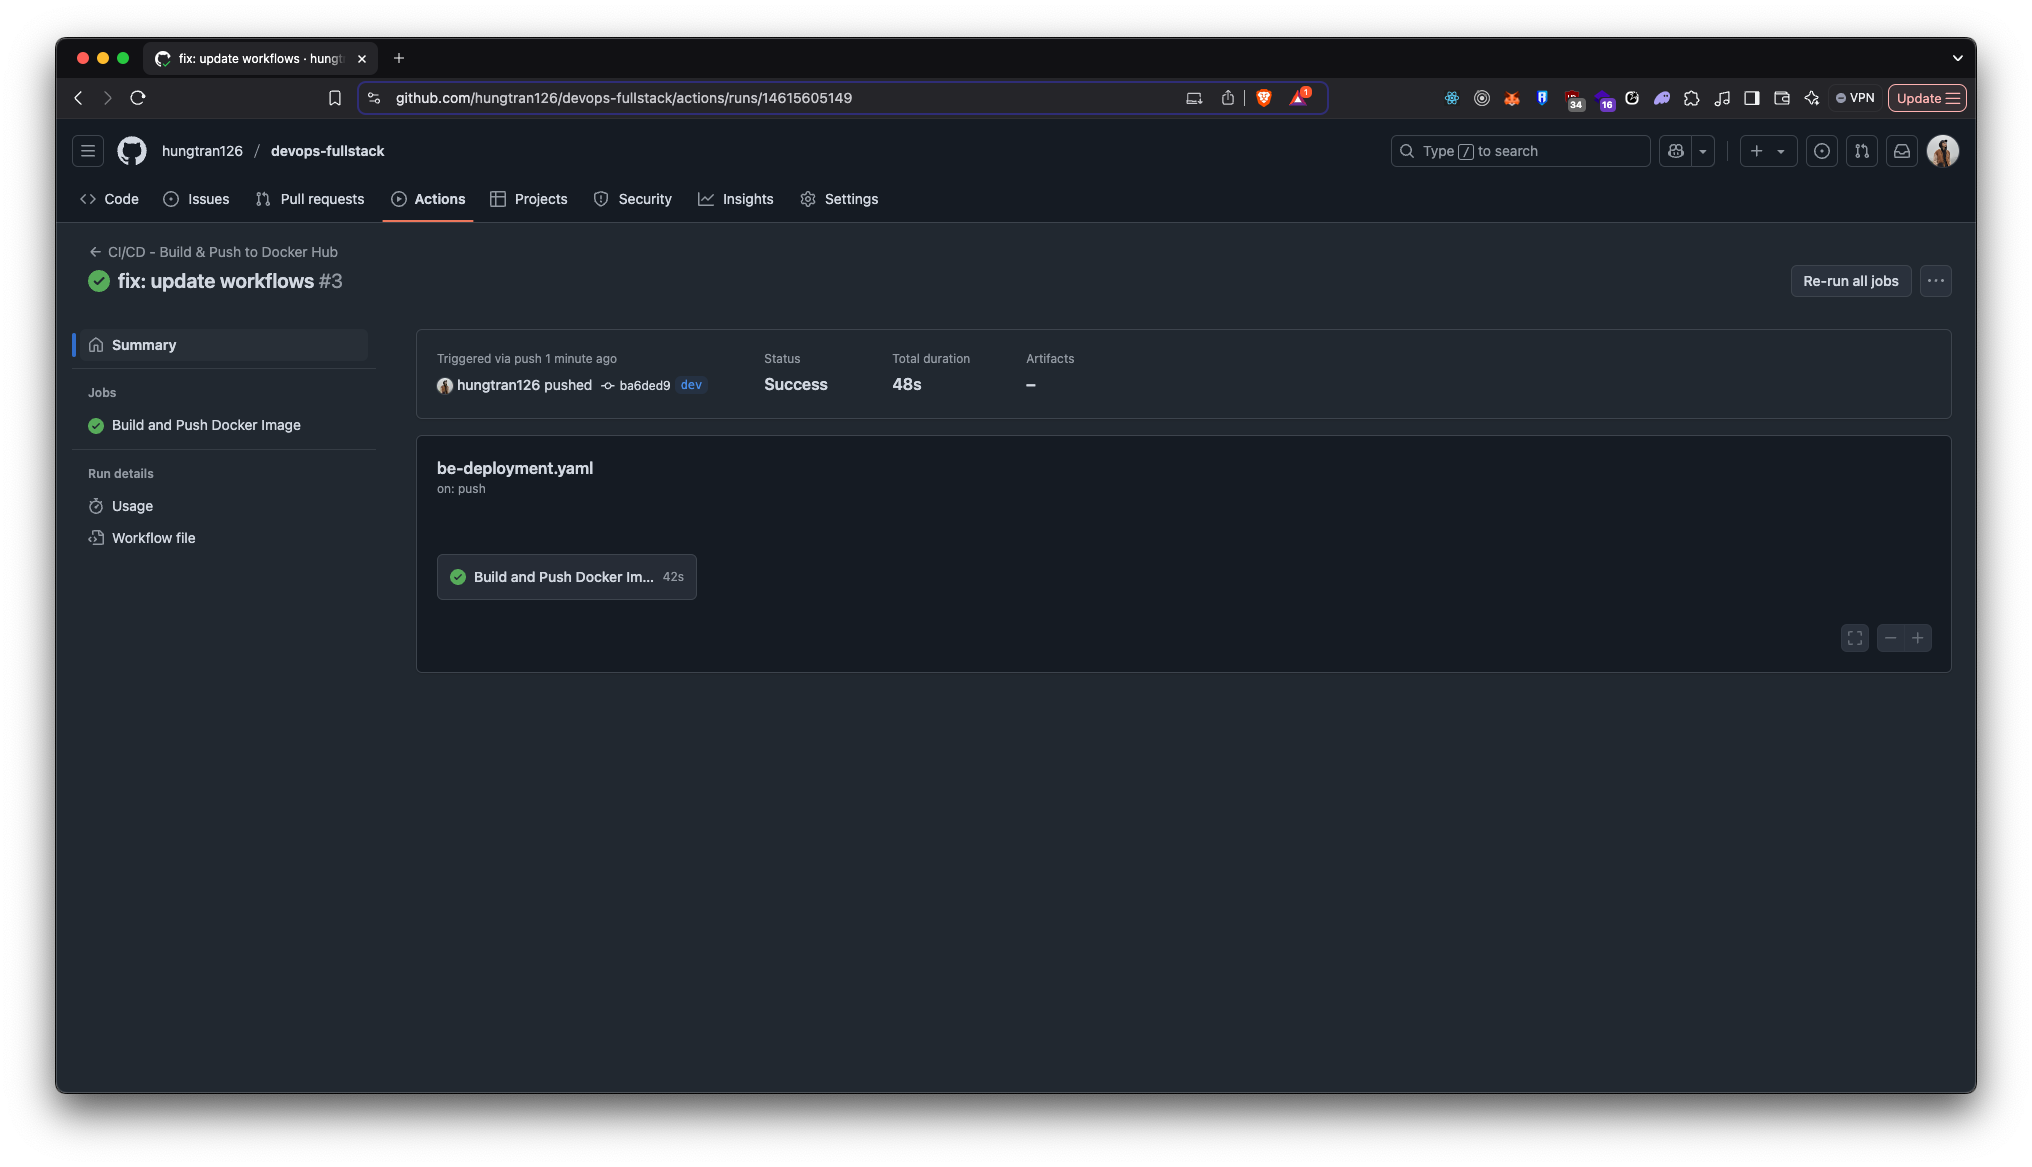 fix: update workflows · hungt
github.com/hungtran126/devops-fullstack/actions/runs/14615605149
1
34
16
VPN
Update
hungtran126 / devops-fullstack
Type / to search
Code
Issues
Pull requests
Actions
Projects
Security
Insights
Settings
CI/CD - Build & Push to Docker Hub
fix: update workflows #3
Re-run all jobs
Summary
Jobs
Build and Push Docker Image
Run details
Usage
Workflow file
Triggered via push 1 minute ago
hungtran126 pushed ba6ded9 dev
Status
Success
Total duration
48s
Artifacts
–
be-deployment.yaml
on: push
Build and Push Docker Im... 42s